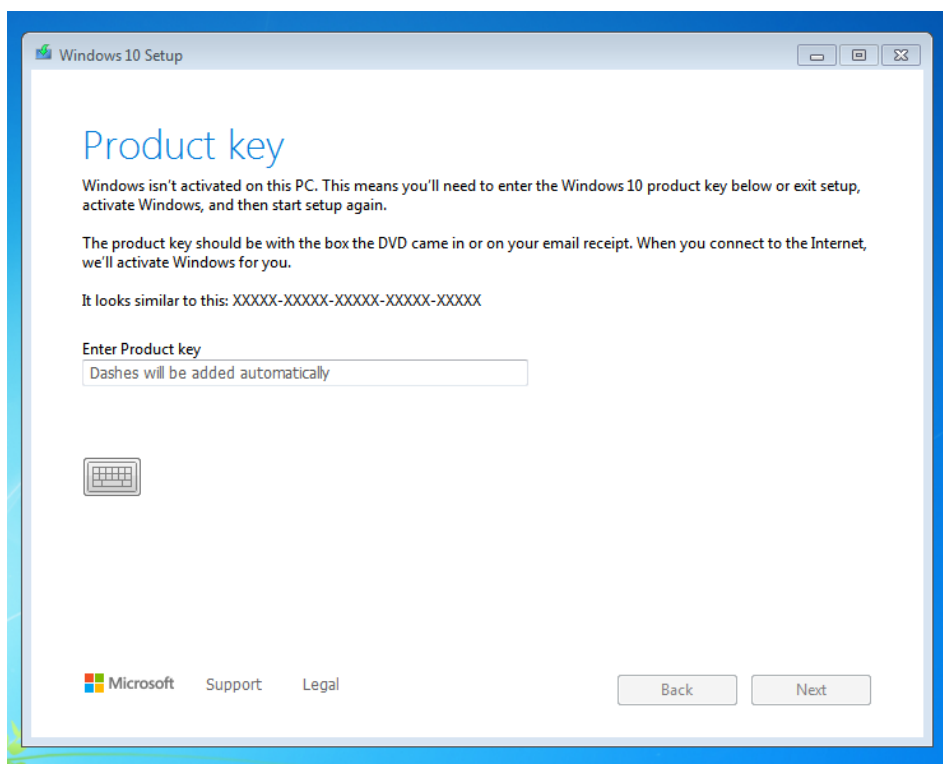 Windows 10 Setup
Product key
Windows isn't activated on this PC. This means you'll need to enter the Windows 10 product key below or exit setup,
activate Windows, and then start setup again.
The product key should be with the box the DVD came in or on your email receipt. When you connect to the Internet,
we'll activate Windows for you.
It looks similar to this: XXXXX-XXXXX-XXXXX-XXXXX-XXXXX
Enter Product key
Dashes will be added automatically
Microsoft Support Legal Back Next